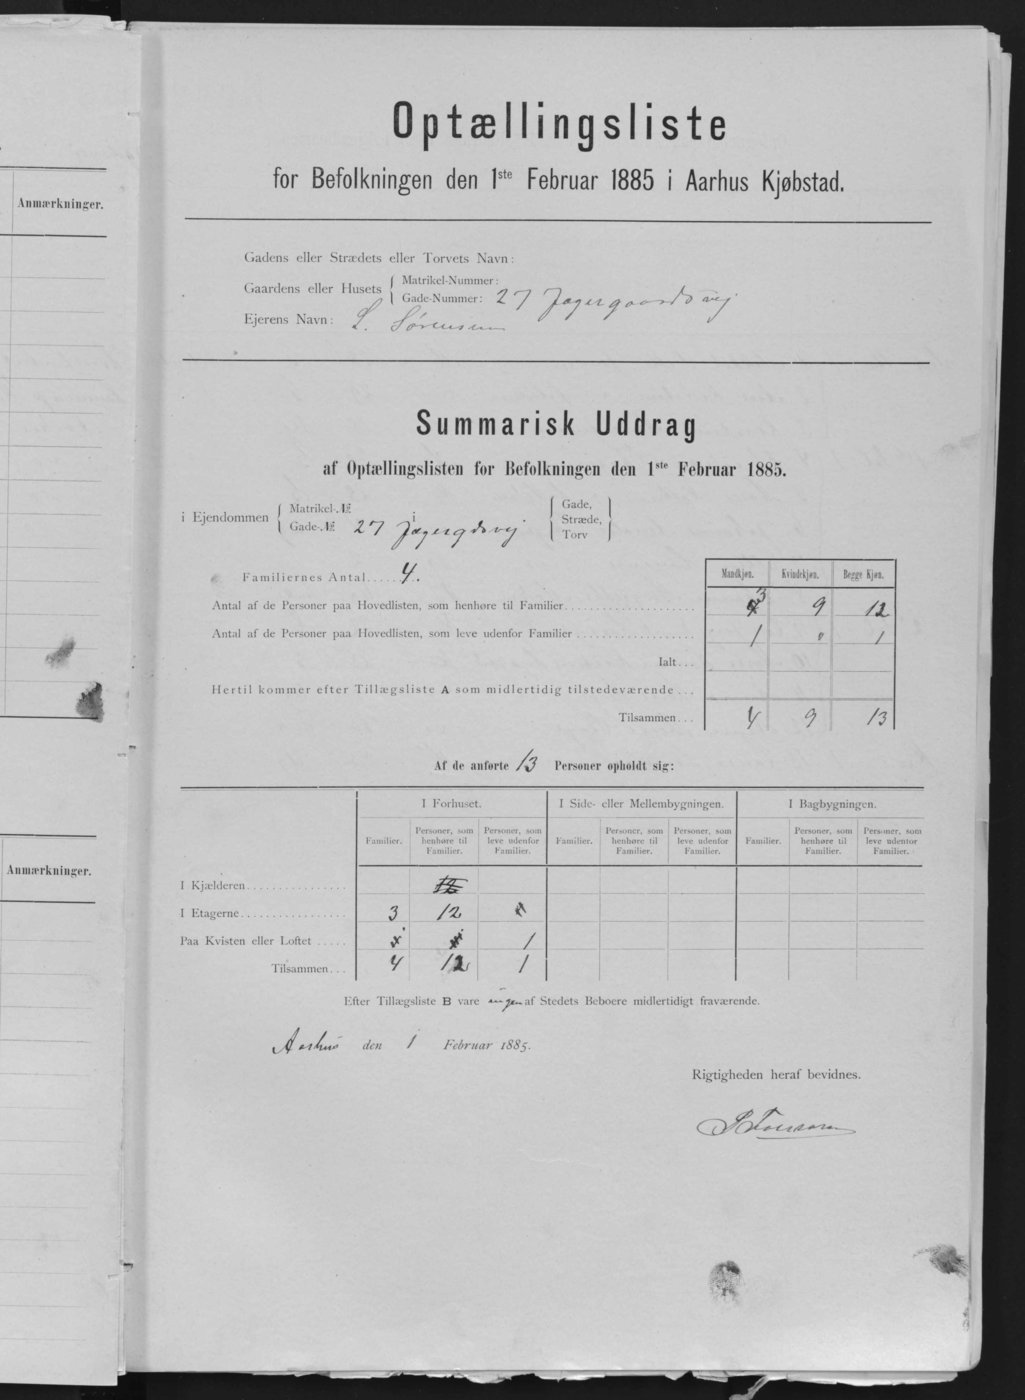 Anmærkninger.
Anmærkninger.
Optællingsliste
for Befolkningen den 1ste Februar 1885 i Aarhus Kjøbstad.
Gadens eller Strædets eller Torvets Navn:
Gaardens eller Husets { Matrikel-Nummer:
Gade-Nummer: 27 Jægergaardsvej
Ejerens Navn: S. Sørensen
Summarisk Uddrag
af Optællingslisten for Befolkningen den 1ste Februar 1885.
i Ejendommen { Matrikel-№
Gade-№ 27 i Jægergdsvej { Gade, Stræde, Torv }
Familiernes Antal..... 4.
Mandkjøn. Kvindekjøn. Begge Kjøn.
Antal af de Personer paa Hovedlisten, som henhøre til Familier 3 9 12
Antal af de Personer paa Hovedlisten, som leve udenfor Familier 1 0 1
Ialt...
Hertil kommer efter Tillægsliste A som midlertidig tilstedeværende...
Tilsammen... 4 9 13
Af de anførte 13 Personer opholdt sig:
I Forhuset. I Side- eller Mellembygningen. I Bagbygningen.
Familier. Personer, som henhøre til Familier. Personer, som leve udenfor Familier. Familier. Personer, som henhøre til Familier. Personer, som leve udenfor Familier. Familier. Personer, som henhøre til Familier. Personer, som leve udenfor Familier.
I Kjælderen 12
I Etagerne 3 12
Paa Kvisten eller Loftet 1
Tilsammen... 4 12 1
Efter Tillægsliste B vare ingen af Stedets Beboere midlertidigt fraværende.
Aarhus den 1 Februar 1885.
Rigtigheden heraf bevidnes.